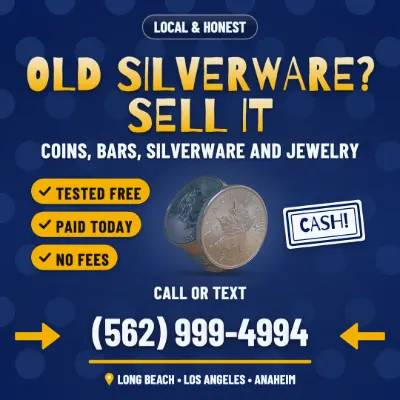 LOCAL & HONEST
OLD SILVERWARE?
SELL IT
COINS, BARS, SILVERWARE AND JEWELRY
✓ TESTED FREE
✓ PAID TODAY
✓ NO FEES
CASH!
CALL OR TEXT
(562) 999-4994
LONG BEACH • LOS ANGELES • ANAHEIM